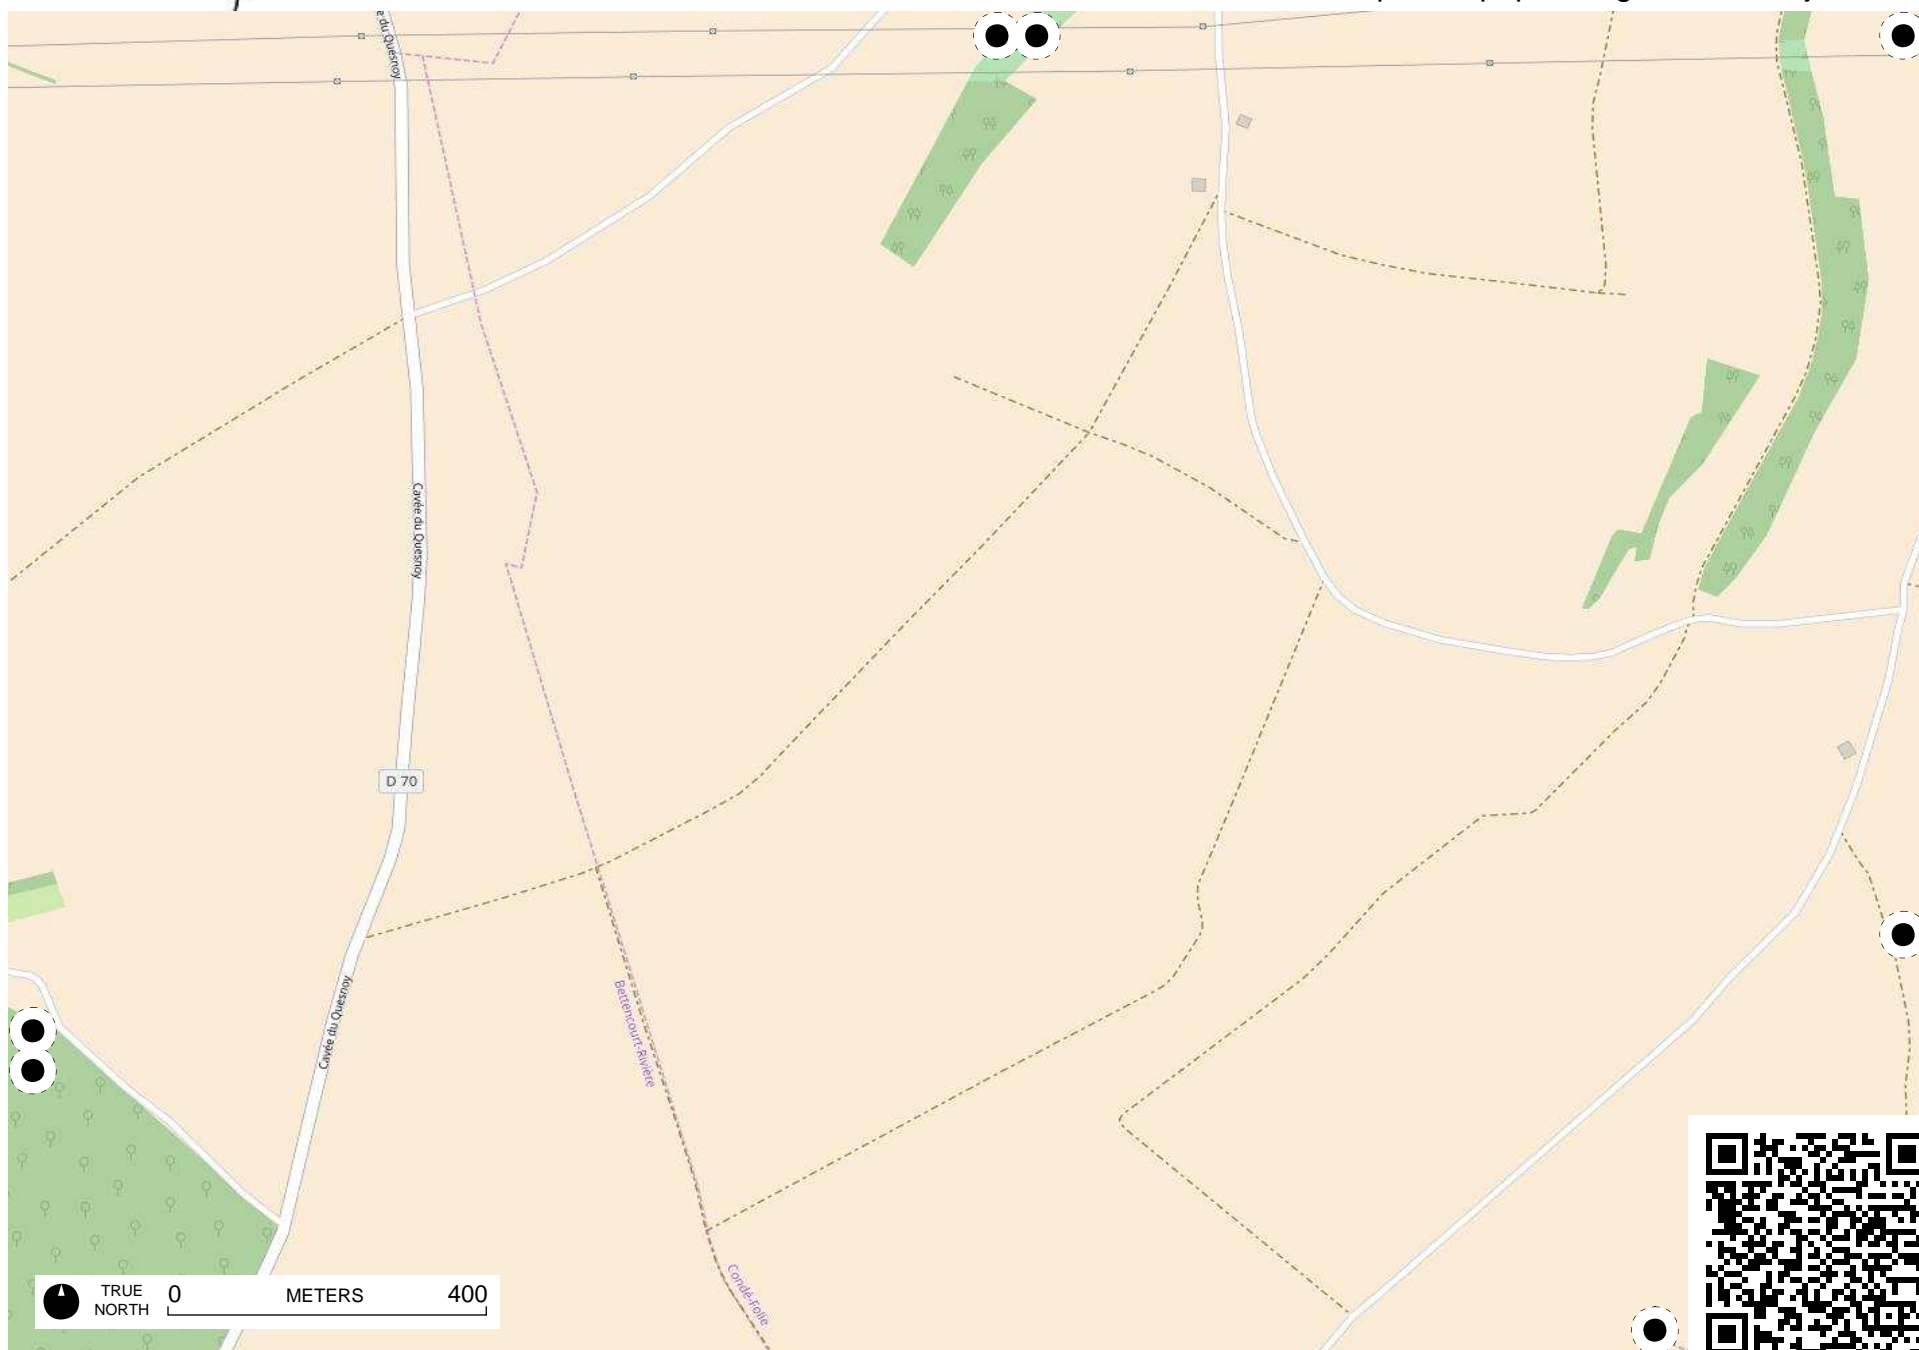 e du Quesnoy
Cavée du Quesnoy
D 70
Cavée du Quesnoy
Bettencourt-Rivière
Condé-Folie
TRUE NORTH
0 METERS 400